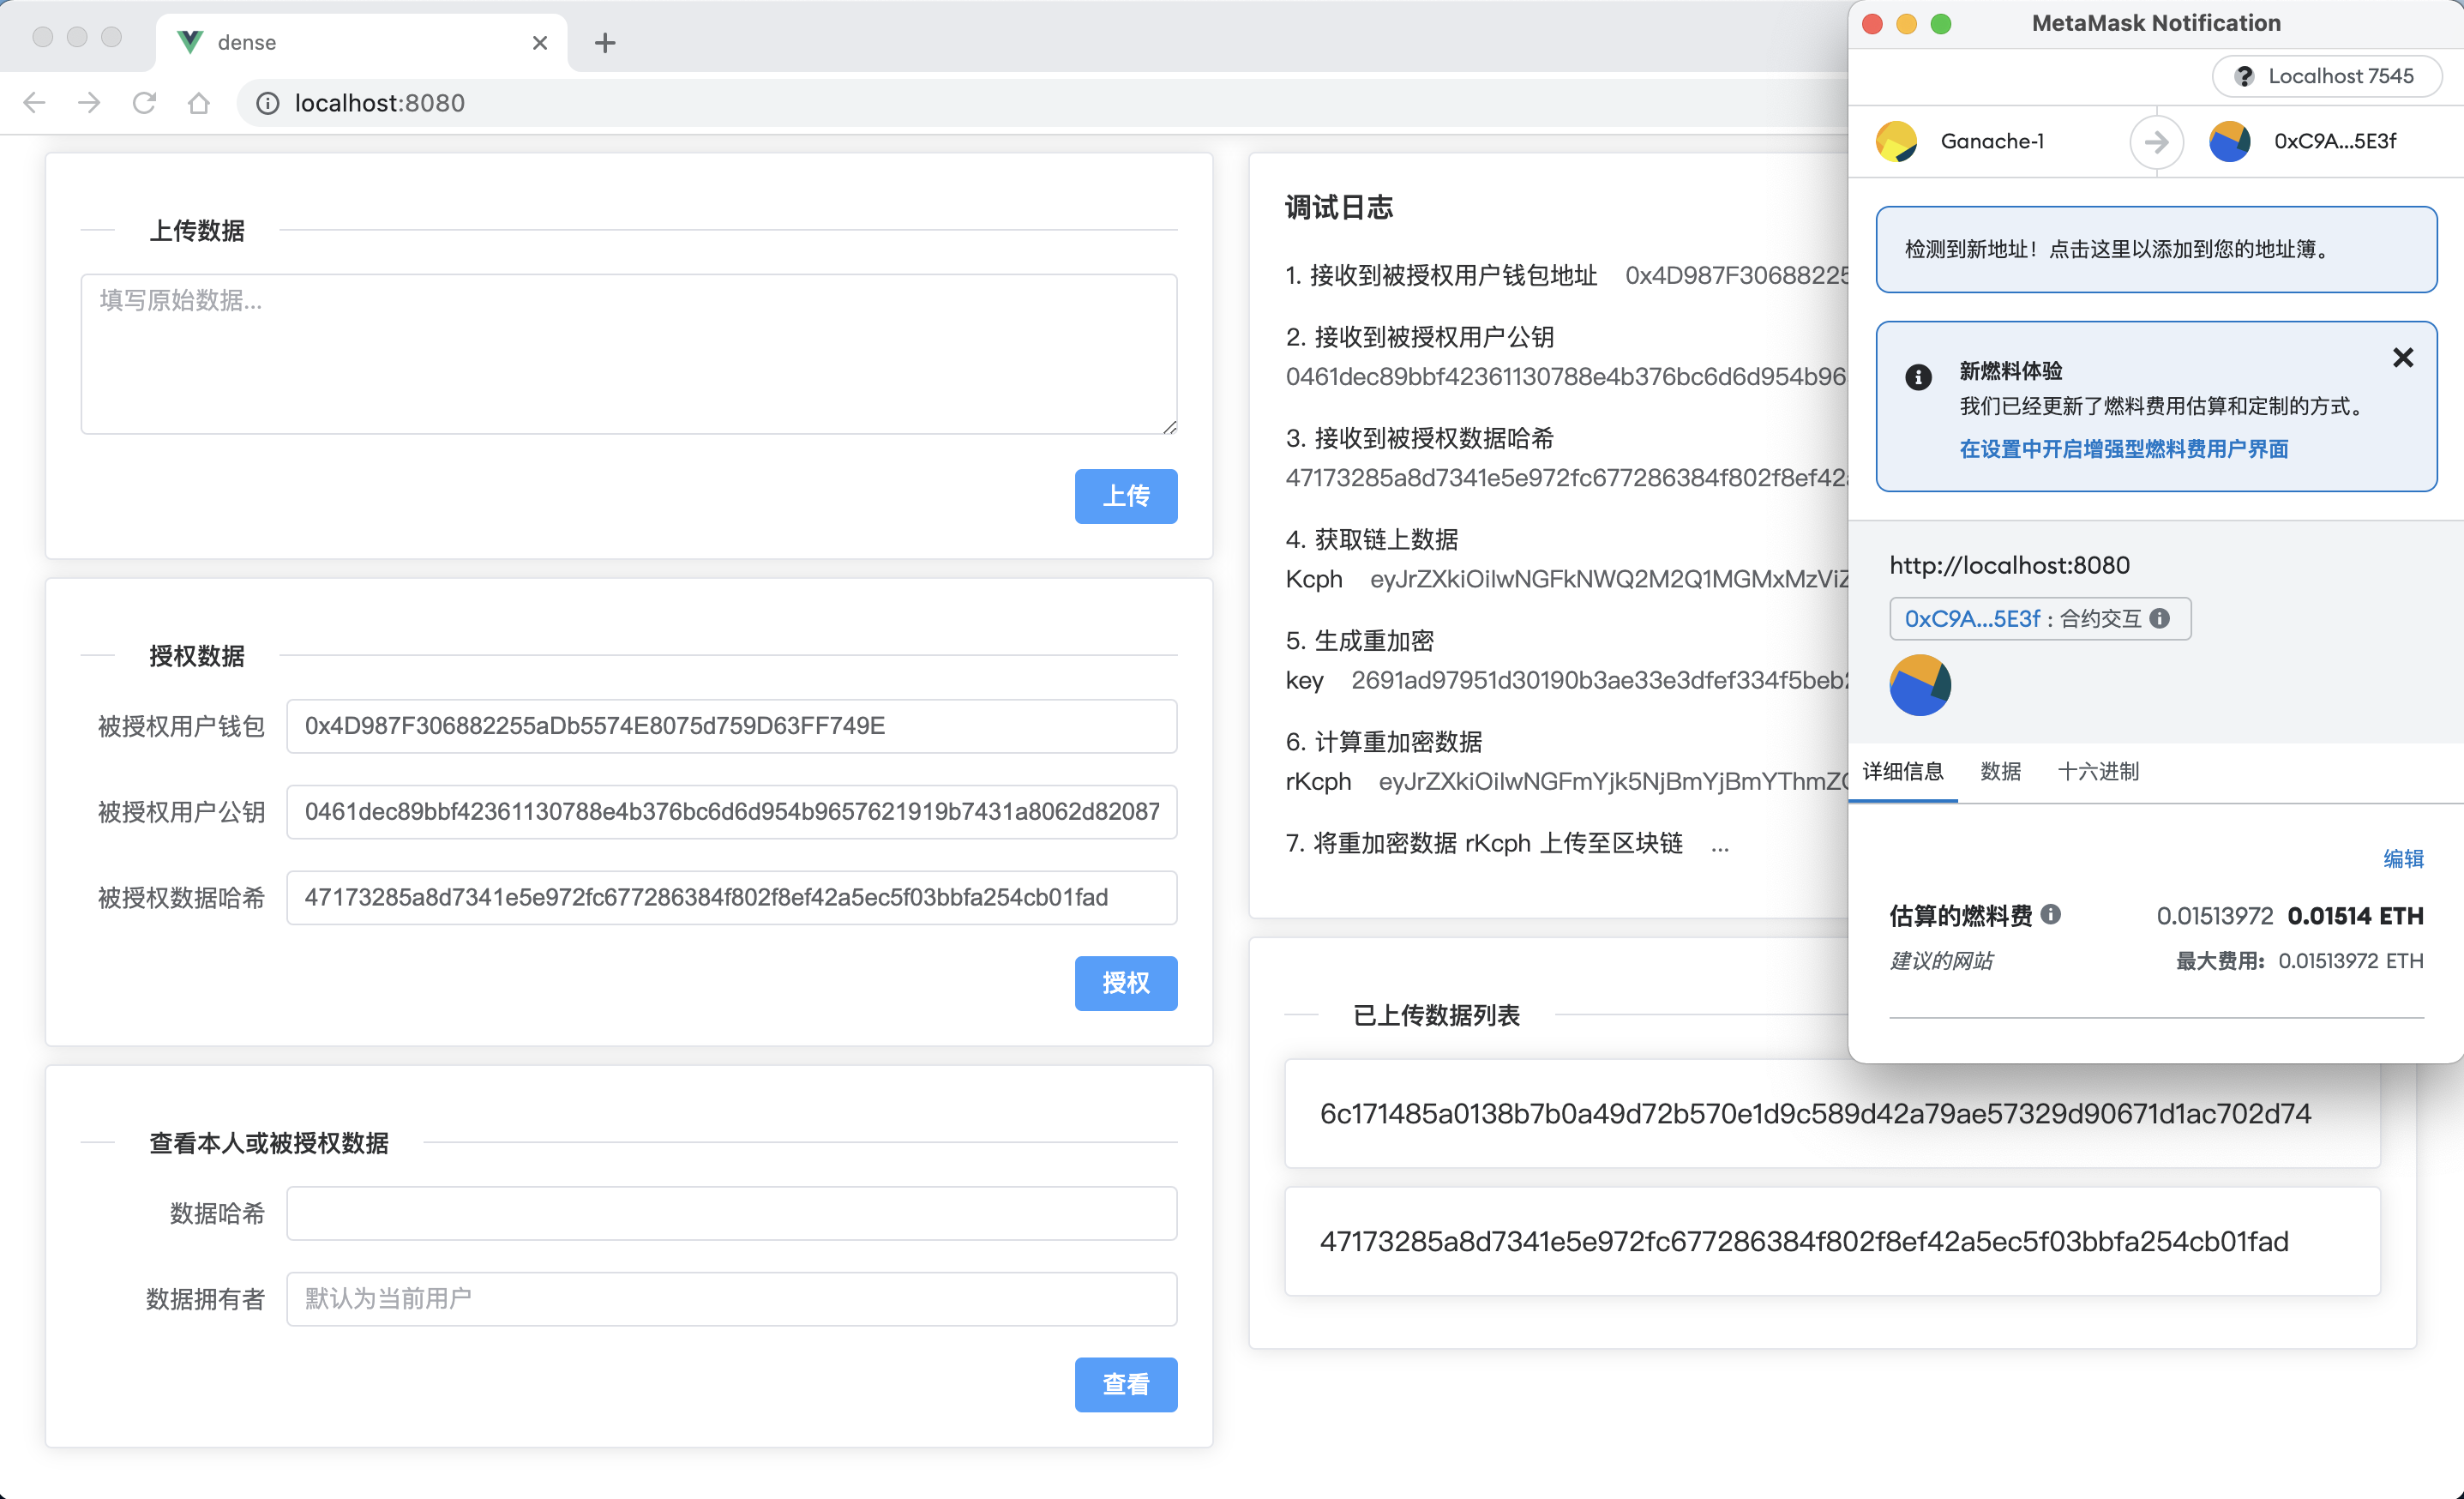 dense
localhost:8080
上传数据
填写原始数据...
上传
授权数据
被授权用户钱包
0x4D987F306882255aDb5574E8075d759D63FF749E
被授权用户公钥
0461dec89bbf42361130788e4b376bc6d6d954b9657621919b7431a8062d82087
被授权数据哈希
47173285a8d7341e5e972fc677286384f802f8ef42a5ec5f03bbfa254cb01fad
授权
查看本人或被授权数据
数据哈希
数据拥有者
默认为当前用户
查看
调试日志
1. 接收到被授权用户钱包地址 0x4D987F30688225
2. 接收到被授权用户公钥
0461dec89bbf42361130788e4b376bc6d6d954b96
3. 接收到被授权数据哈希
47173285a8d7341e5e972fc677286384f802f8ef42a
4. 获取链上数据
Kcph eyJrZXkiOiIwNGFkNWQ2M2Q1MGMxMzViZ
5. 生成重加密
key 2691ad97951d30190b3ae33e3dfef334f5beb2
6. 计算重加密数据
rKcph eyJrZXkiOiIwNGFmYjk5NjBmYjBmYThmZ
7. 将重加密数据 rKcph 上传至区块链 ...
已上传数据列表
6c171485a0138b7b0a49d72b570e1d9c589d42a79ae57329d90671d1ac702d74
47173285a8d7341e5e972fc677286384f802f8ef42a5ec5f03bbfa254cb01fad
MetaMask Notification
Localhost 7545
Ganache-1
0xC9A...5E3f
检测到新地址！点击这里以添加到您的地址簿。
新燃料体验
我们已经更新了燃料费用估算和定制的方式。
在设置中开启增强型燃料费用户界面
http://localhost:8080
0xC9A...5E3f : 合约交互
详细信息 数据 十六进制
编辑
估算的燃料费 0.01513972 0.01514 ETH
建议的网站 最大费用: 0.01513972 ETH